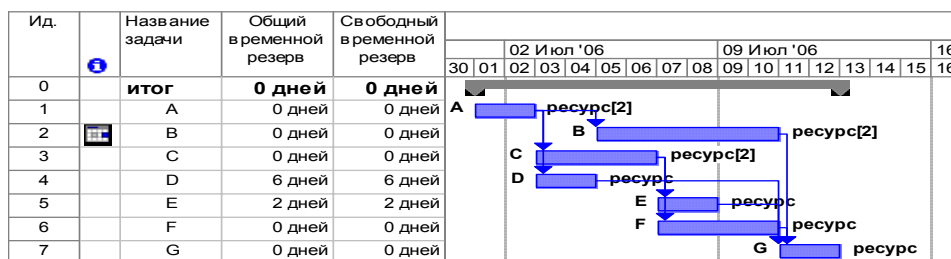 Ид. Название задачи Общий временной резерв Свободный временной резерв
02 Июл '06 09 Июл '06 16
30 01 02 03 04 05 06 07 08 09 10 11 12 13 14 15 16
0 итог 0 дней 0 дней
1 A 0 дней 0 дней A ресурс[2]
2 B 0 дней 0 дней B ресурс[2]
3 C 0 дней 0 дней C ресурс[2]
4 D 6 дней 6 дней D ресурс
5 E 2 дней 2 дней E ресурс
6 F 0 дней 0 дней F ресурс
7 G 0 дней 0 дней G ресурс